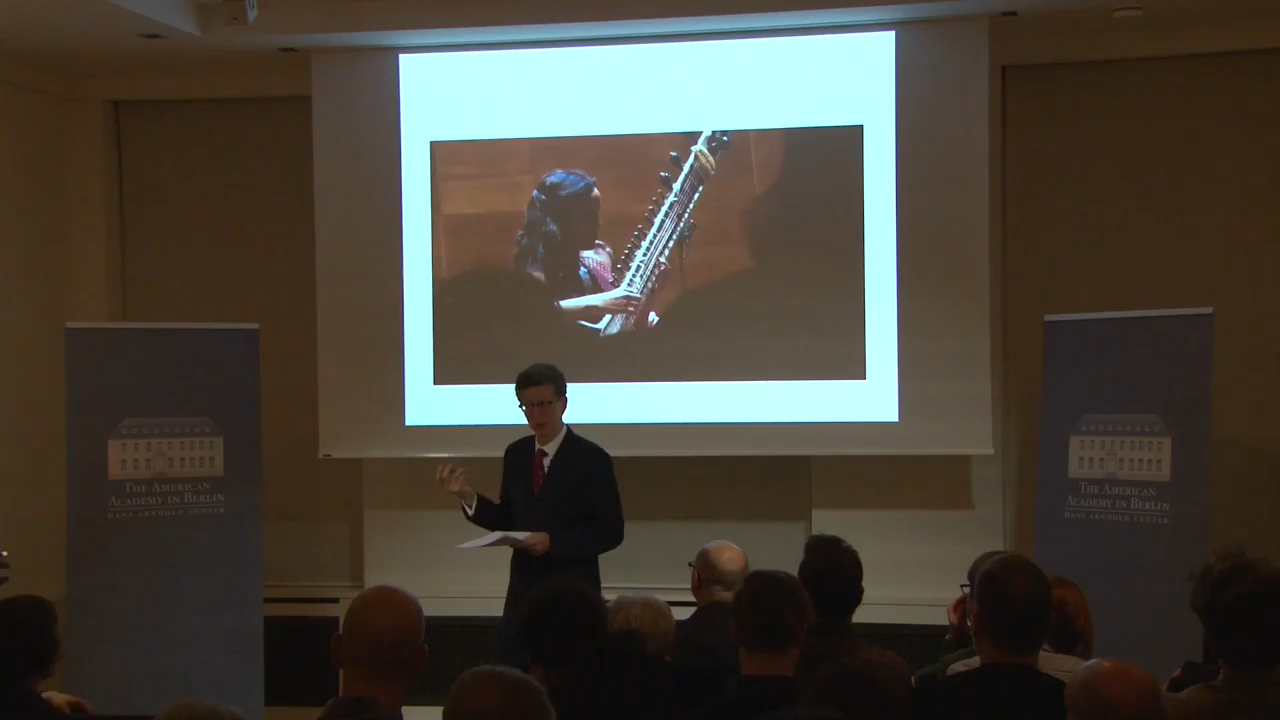 THE AMERICAN
ACADEMY IN BERLIN
HANS ARNHOLD CENTER
THE AMERICAN
ACADEMY IN BERLIN
HANS ARNHOLD CENTER